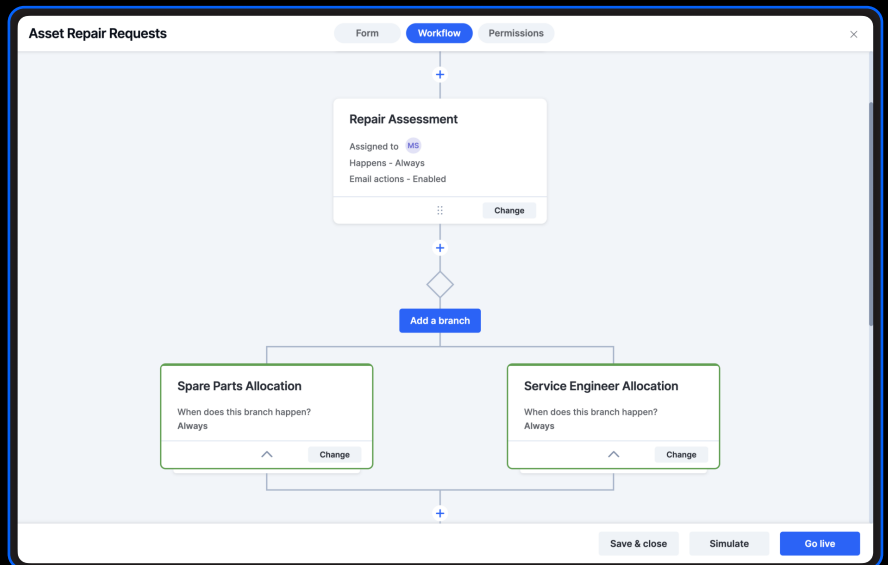 Asset Repair Requests
Form
Workflow
Permissions
Repair Assessment
Assigned to MS
Happens - Always
Email actions - Enabled
Change
Add a branch
Spare Parts Allocation
When does this branch happen?
Always
Change
Service Engineer Allocation
When does this branch happen?
Always
Change
Save & close
Simulate
Go live